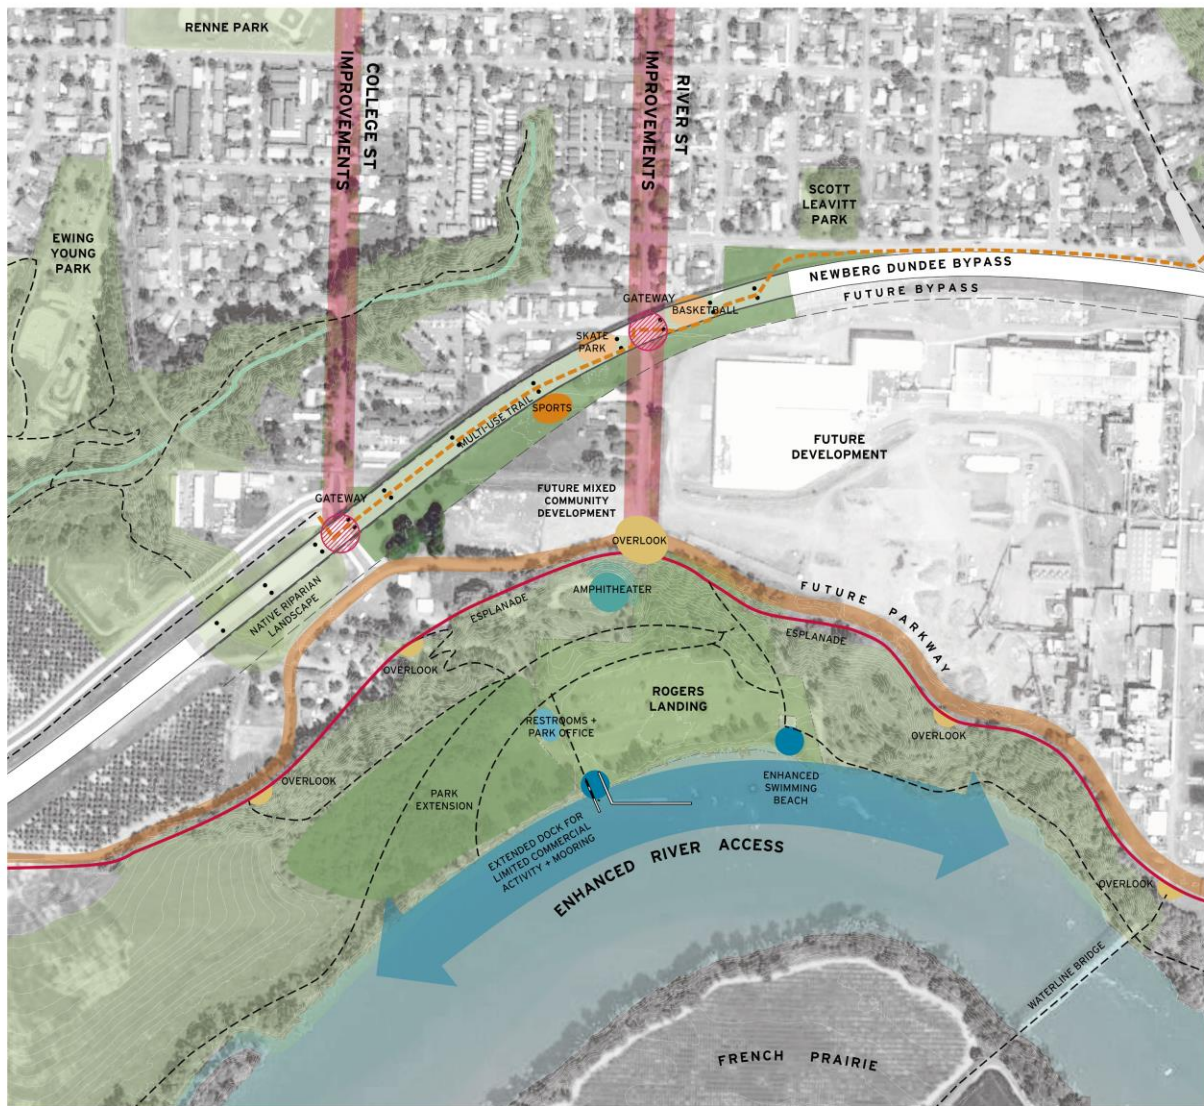 RENNE PARK
COLLEGE ST
IMPROVEMENTS
RIVER ST
IMPROVEMENTS
SCOTT
LEAVITT
PARK
EWING
YOUNG
PARK
NEWBERG DUNDEE BYPASS
FUTURE BYPASS
GATEWAY
BASKETBALL
SKATE
PARK
SPORTS
MULTI-USE TRAIL
FUTURE
DEVELOPMENT
GATEWAY
FUTURE MIXED
COMMUNITY
DEVELOPMENT
OVERLOOK
NATIVE RIPARIAN
LANDSCAPE
AMPHITHEATER
ESPLANADE
FUTURE PARKWAY
ESPLANADE
OVERLOOK
ROGERS
LANDING
RESTROOMS +
PARK OFFICE
OVERLOOK
OVERLOOK
PARK
EXTENSION
ENHANCED
SWIMMING
BEACH
EXTENDED DOCK FOR
LIMITED COMMERCIAL
ACTIVITY + MOORING
ENHANCED RIVER ACCESS
OVERLOOK
WATERLINE BRIDGE
FRENCH PRAIRIE